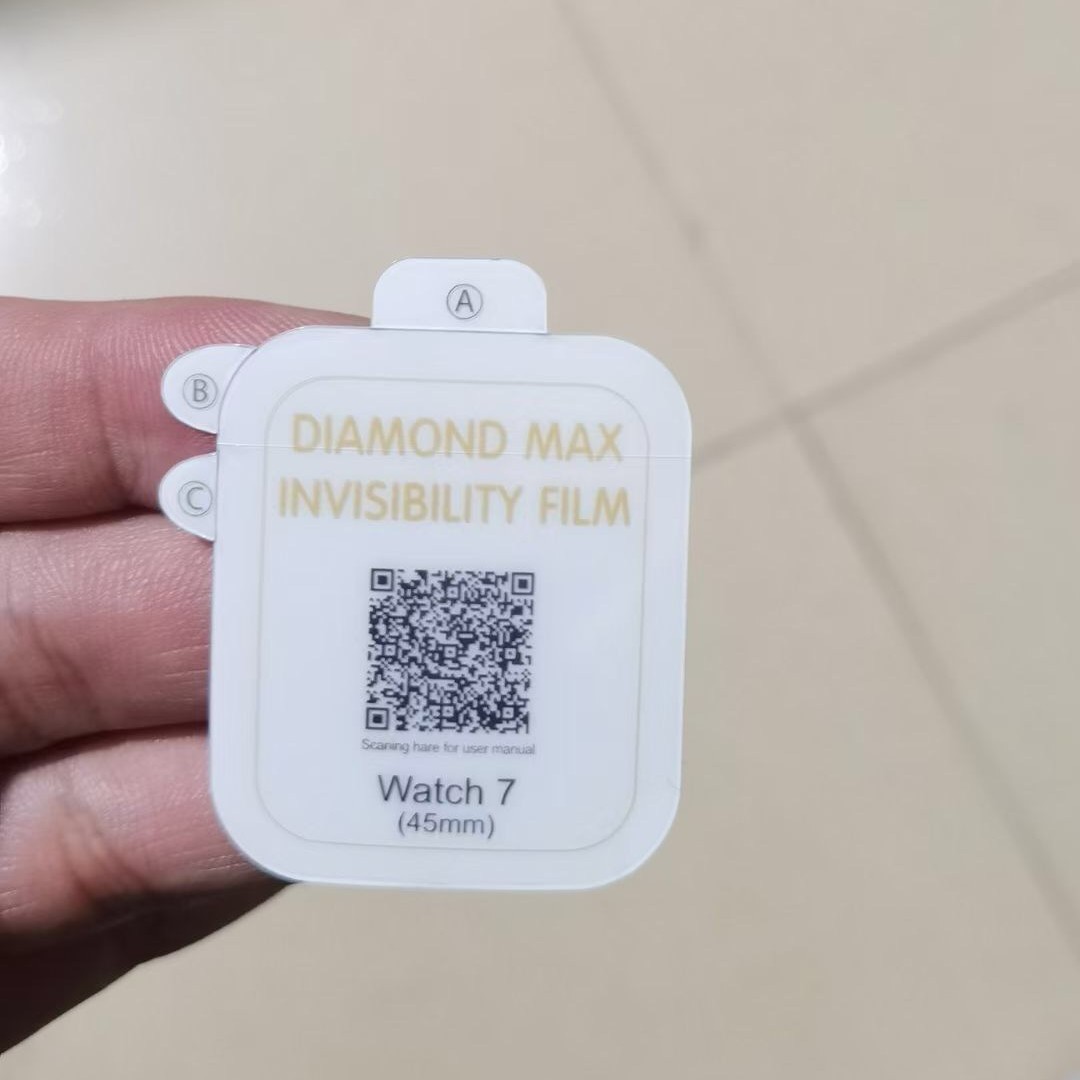 A
B
DIAMOND MAX
C
INVISIBILITY FILM
Scaning hare for user manual
Watch 7
(45mm)